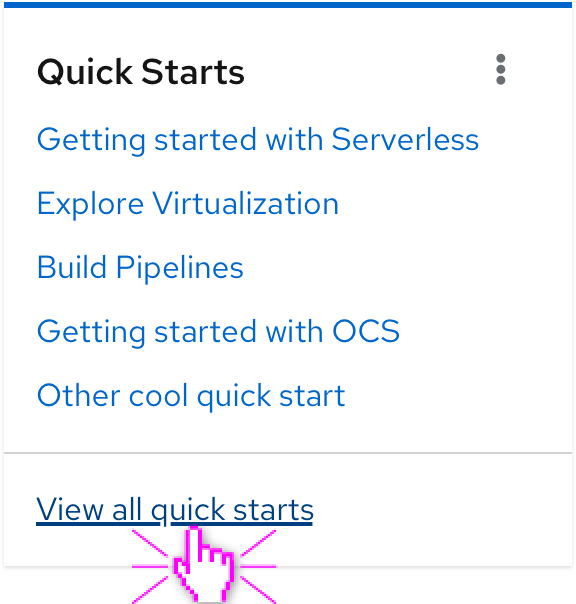 Quick Starts
Getting started with Serverless
Explore Virtualization
Build Pipelines
Getting started with OCS
Other cool quick start
View all quick starts